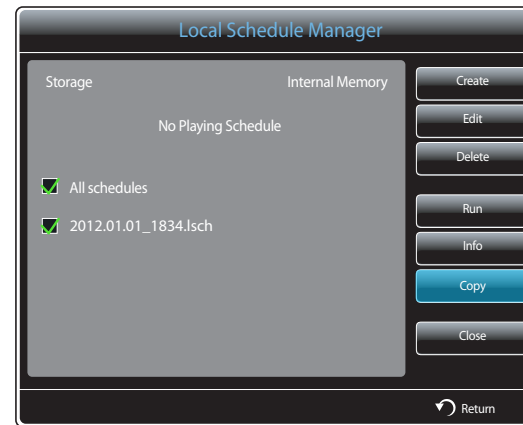 Local Schedule Manager
Storage Internal Memory
No Playing Schedule
All schedules
2012.01.01_1834.lsch
Create
Edit
Delete
Run
Info
Copy
Close
Return